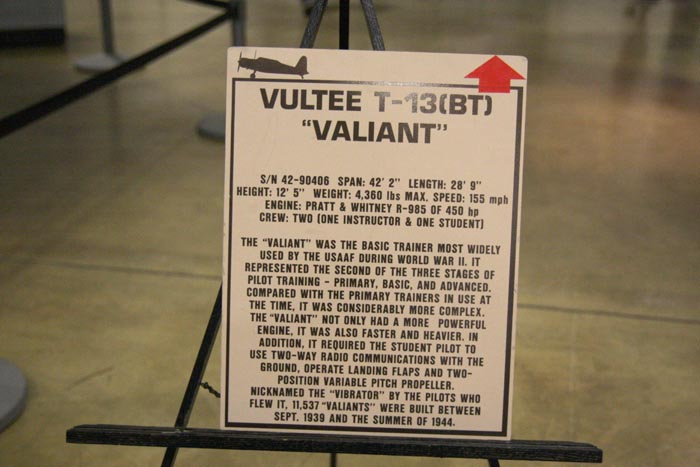 VULTEE T-13(BT)
"VALIANT"
S/N 42-90406 SPAN: 42' 2" LENGTH: 28' 9"
HEIGHT: 12' 5" WEIGHT: 4,360 lbs MAX. SPEED: 155 mph
ENGINE: PRATT & WHITNEY R-985 OF 450 hp
CREW: TWO (ONE INSTRUCTOR & ONE STUDENT)
THE "VALIANT" WAS THE BASIC TRAINER MOST WIDELY
USED BY THE USAAF DURING WORLD WAR II. IT
REPRESENTED THE SECOND OF THE THREE STAGES OF
PILOT TRAINING - PRIMARY, BASIC, AND ADVANCED.
COMPARED WITH THE PRIMARY TRAINERS IN USE AT
THE TIME, IT WAS CONSIDERABLY MORE COMPLEX.
THE "VALIANT" NOT ONLY HAD A MORE POWERFUL
ENGINE, IT WAS ALSO FASTER AND HEAVIER. IN
ADDITION, IT REQUIRED THE STUDENT PILOT TO
USE TWO-WAY RADIO COMMUNICATIONS WITH THE
GROUND, OPERATE LANDING FLAPS AND TWO-
POSITION VARIABLE PITCH PROPELLER.
NICKNAMED THE "VIBRATOR" BY THE PILOTS WHO
FLEW IT, 11,537 "VALIANTS" WERE BUILT BETWEEN
SEPT. 1939 AND THE SUMMER OF 1944.